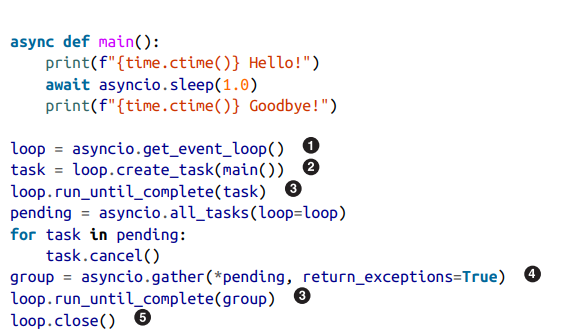 async def main():
    print(f"{time.ctime()} Hello!")
    await asyncio.sleep(1.0)
    print(f"{time.ctime()} Goodbye!")

loop = asyncio.get_event_loop() ❶
task = loop.create_task(main()) ❷
loop.run_until_complete(task) ❸
pending = asyncio.all_tasks(loop=loop)
for task in pending:
    task.cancel()
group = asyncio.gather(*pending, return_exceptions=True) ❹
loop.run_until_complete(group) ❸
loop.close() ❺